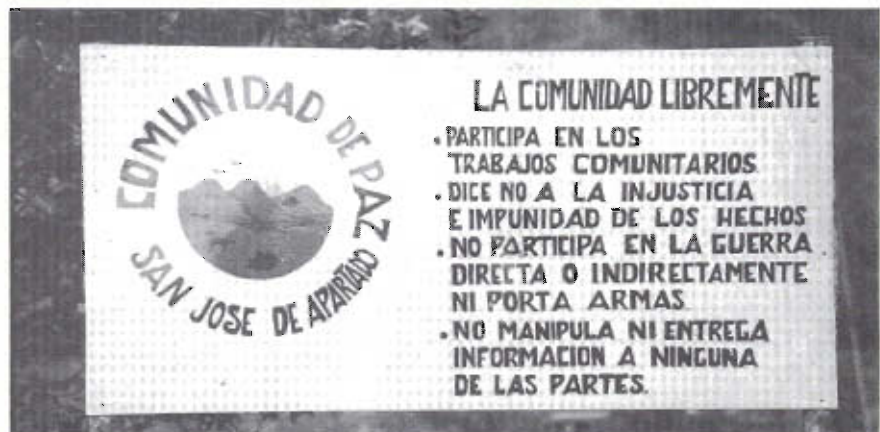 COMUNIDAD DE PAZ
SAN JOSE DE APARTADO
LA COMUNIDAD LIBREMENTE
. PARTICIPA EN LOS
TRABAJOS COMUNITARIOS
. DICE NO A LA INJUSTICIA
E IMPUNIDAD DE LOS HECHOS
. NO PARTICIPA EN LA GUERRA
DIRECTA O INDIRECTAMENTE
NI PORTA ARMAS
. NO MANIPULA NI ENTREGA
INFORMACION A NINGUNA
DE LAS PARTES.